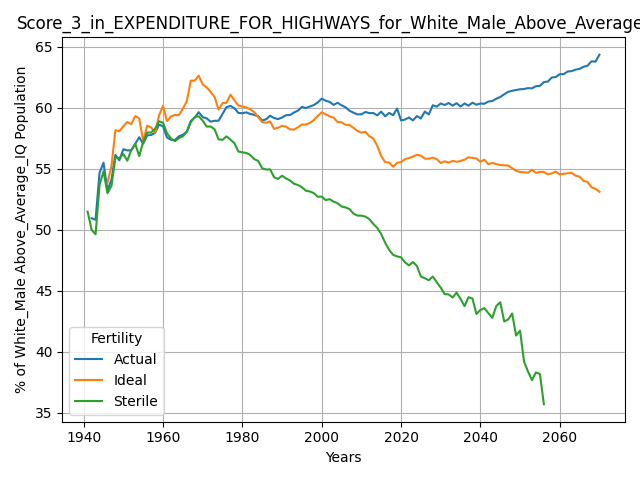 Score_3_in_EXPENDITURE_FOR_HIGHWAYS_for_White_Male_Above_Average
65
60
55
50
45
40
35
% of White_Male Above_Average_IQ Population
Fertility
Actual
Ideal
Sterile
1940 1960 1980 2000 2020 2040 2060
Years